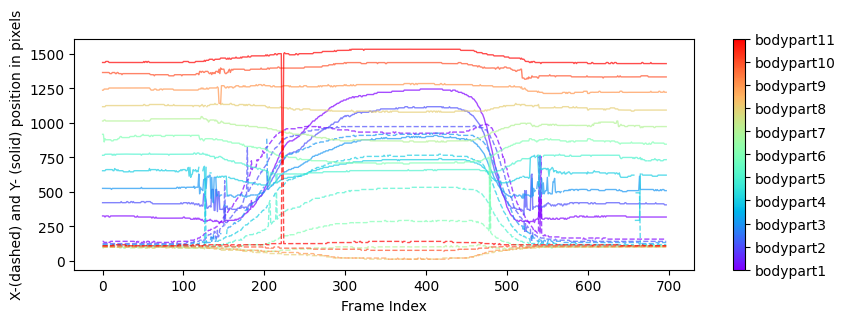 X-(dashed) and Y- (solid) position in pixels
1500
1250
1000
750
500
250
0
0 100 200 300 400 500 600 700
Frame Index
bodypart11
bodypart10
bodypart9
bodypart8
bodypart7
bodypart6
bodypart5
bodypart4
bodypart3
bodypart2
bodypart1